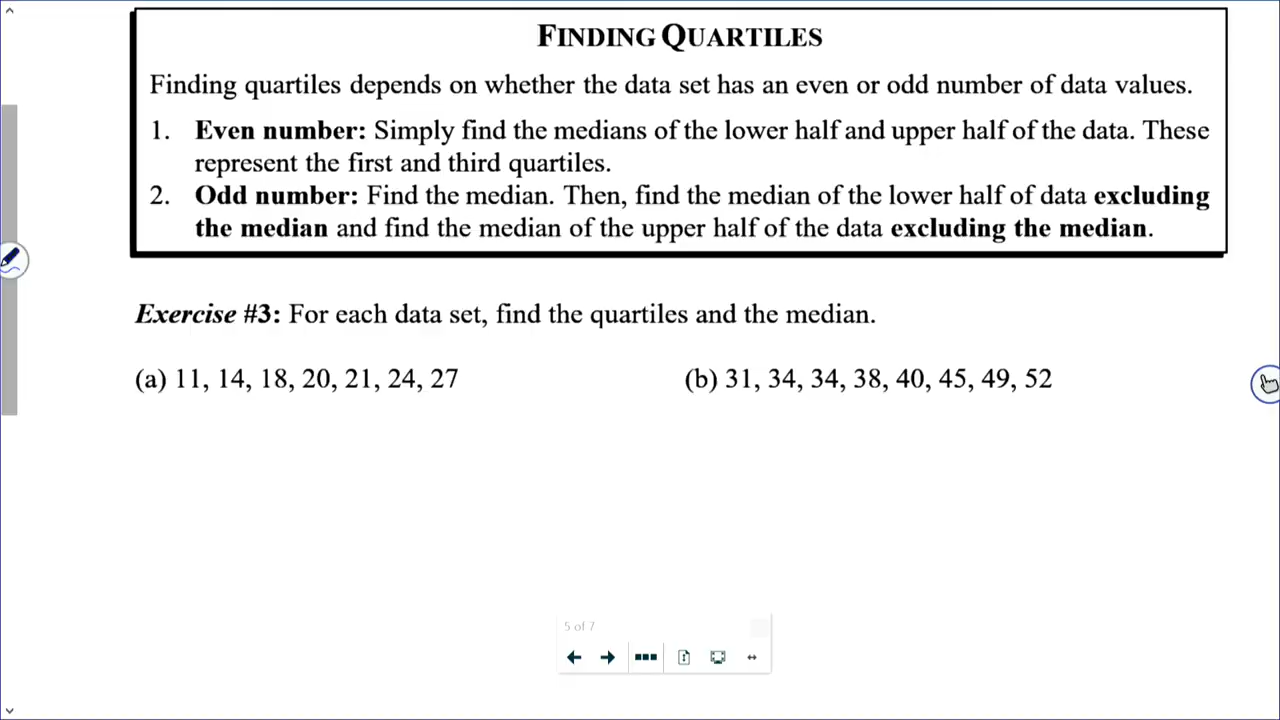 FINDING QUARTILES
Finding quartiles depends on whether the data set has an even or odd number of data values.
1. Even number: Simply find the medians of the lower half and upper half of the data. These
represent the first and third quartiles.
2. Odd number: Find the median. Then, find the median of the lower half of data excluding
the median and find the median of the upper half of the data excluding the median.
Exercise #3: For each data set, find the quartiles and the median.
(a) 11, 14, 18, 20, 21, 24, 27
(b) 31, 34, 34, 38, 40, 45, 49, 52
5 of 7